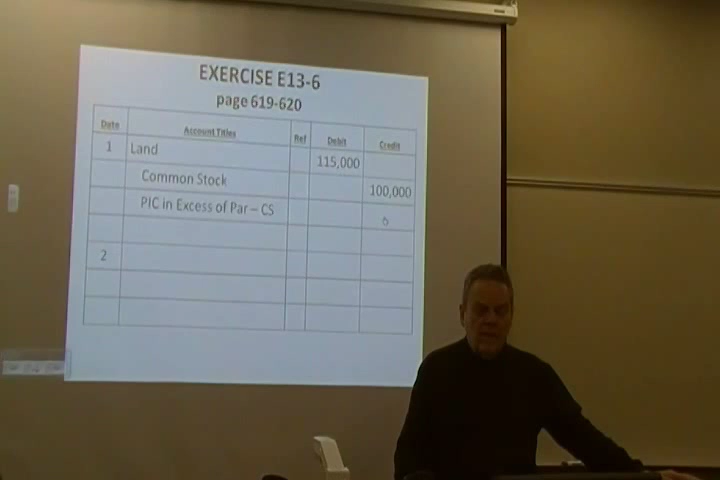 EXERCISE E13-6
page 619-620
Date Account Titles Ref Debit Credit
1 Land 115,000
Common Stock 100,000
PIC in Excess of Par – CS
2